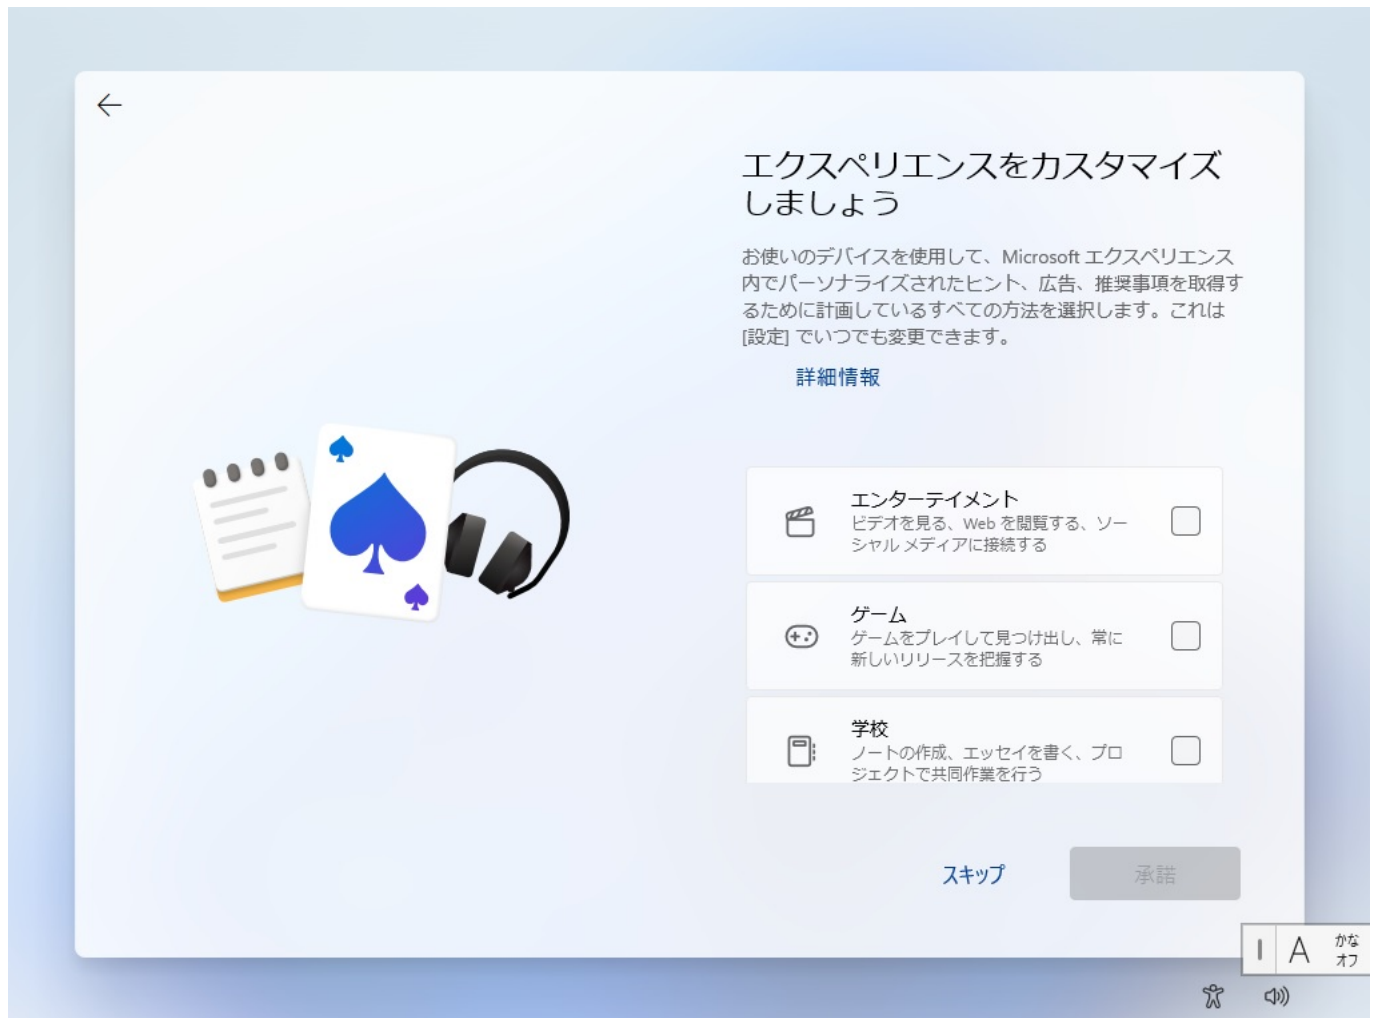 エクスペリエンスをカスタマイズ
しましょう
お使いのデバイスを使用して、Microsoft エクスペリエンス
内でパーソナライズされたヒント、広告、推奨事項を取得す
るために計画しているすべての方法を選択します。これは
[設定] でいつでも変更できます。
詳細情報
エンターテイメント
ビデオを見る、Web を閲覧する、ソー
シャル メディアに接続する
ゲーム
ゲームをプレイして見つけ出し、常に
新しいリリースを把握する
学校
ノートの作成、エッセイを書く、プロ
ジェクトで共同作業を行う
スキップ
承諾
A
かな
オフ